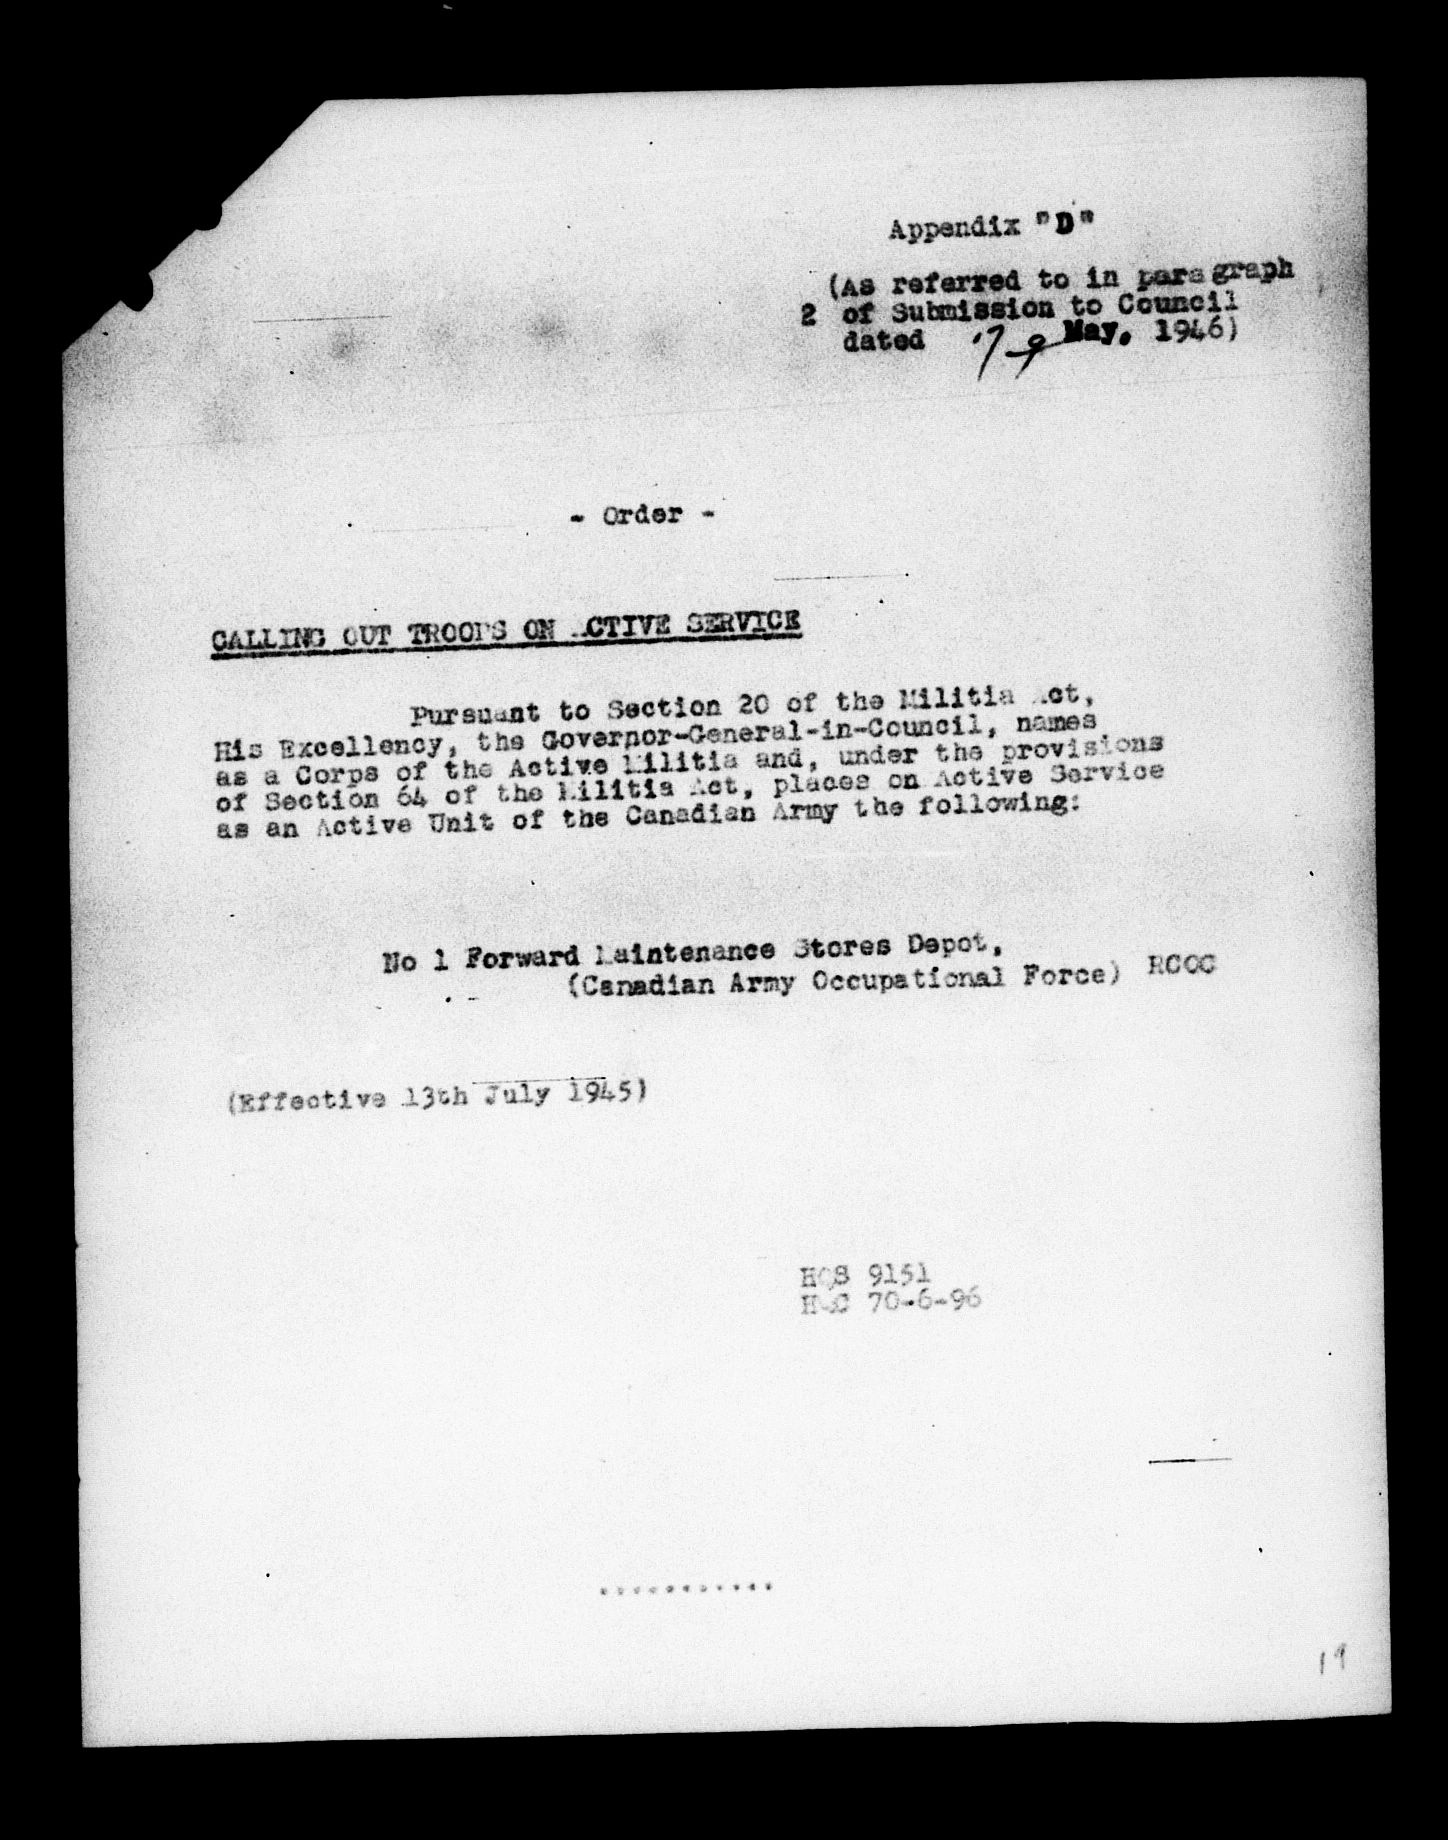 Appendix "D"
(As referred to in paragraph
2 of Submission to Council
dated 17 May, 1946)
- Order -
CALLING OUT TROOPS ON ACTIVE SERVICE
Pursuant to Section 20 of the Militia Act,
His Excellency, the Governor-General-in-Council, names
as a Corps of the Active Militia and, under the provisions
of Section 64 of the Militia Act, places on Active Service
as an Active Unit of the Canadian Army the following:
No 1 Forward Maintenance Stores Depot,
(Canadian Army Occupational Force) RCOC
(Effective 13th July 1945)
HQS 9151
HQC 70-6-96
...........
19